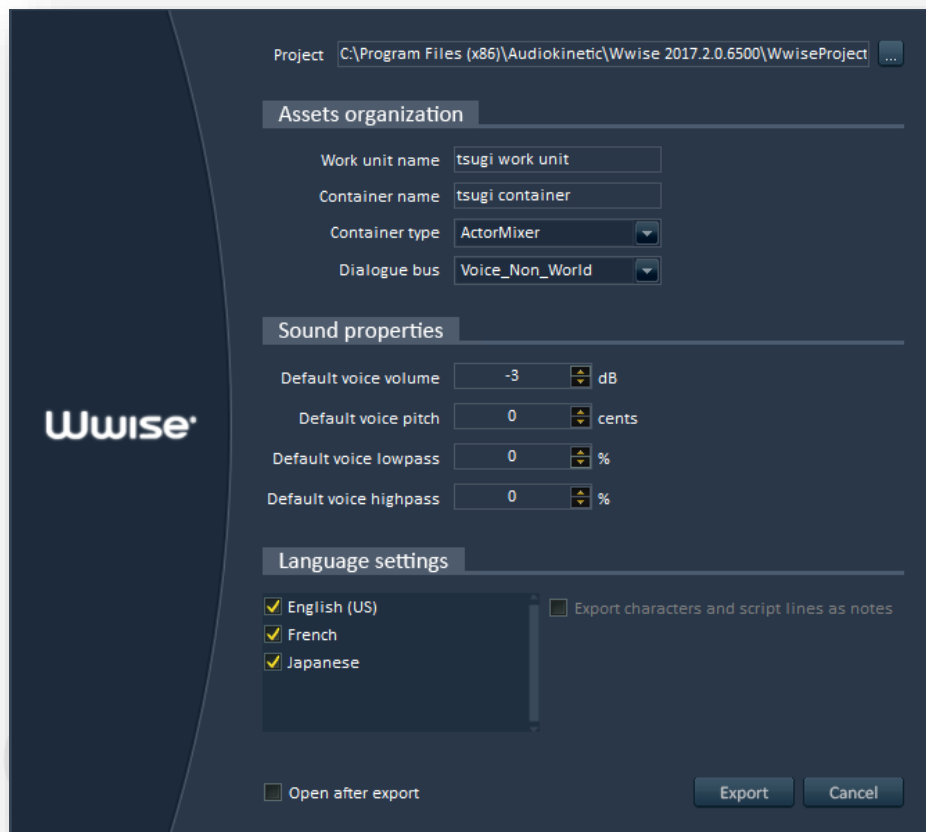 Project C:\Program Files (x86)\Audiokinetic\Wwise 2017.2.0.6500\WwiseProject ...
Assets organization
Work unit name tsugi work unit
Container name tsugi container
Container type ActorMixer
Dialogue bus Voice_Non_World
Sound properties
Default voice volume -3 dB
Default voice pitch 0 cents
Wwise
Default voice lowpass 0 %
Default voice highpass 0 %
Language settings
English (US) Export characters and script lines as notes
French
Japanese
Open after export Export Cancel